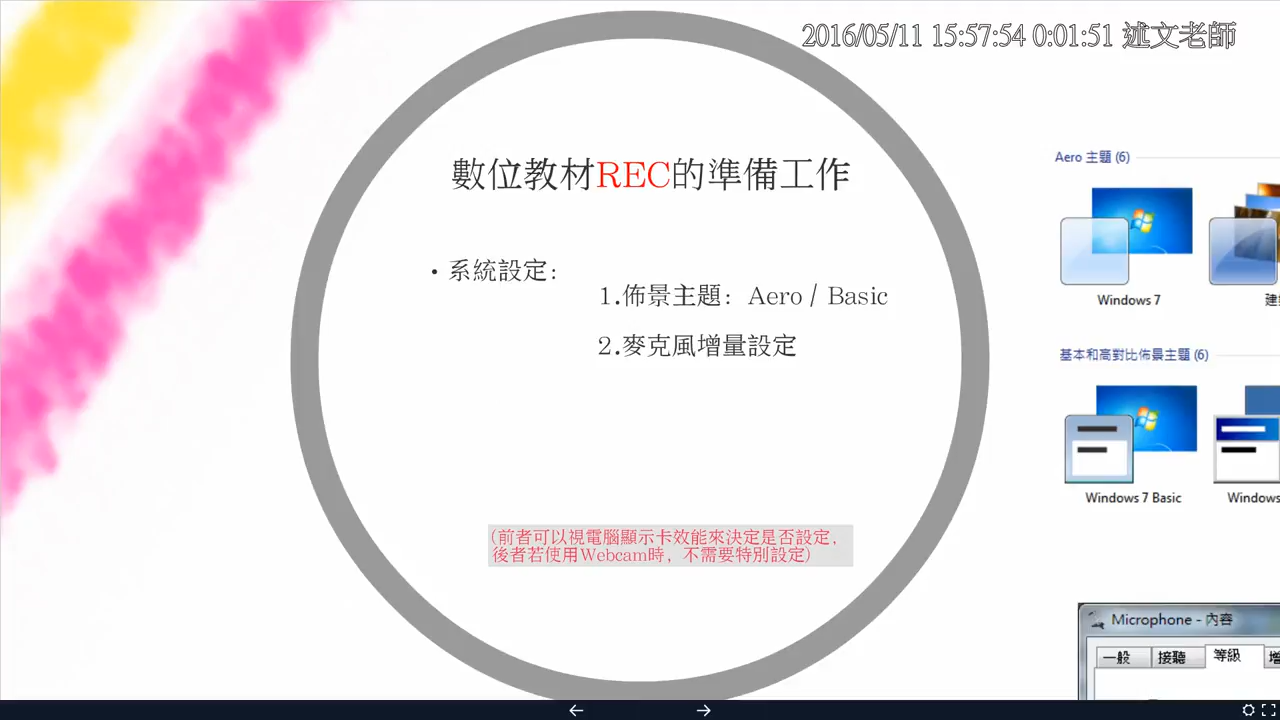 2016/05/11 15:57:54 0:01:51 述文老師
數位教材REC的準備工作
• 系統設定：
1.佈景主題：Aero / Basic
2.麥克風增量設定
(前者可以視電腦顯示卡效能來決定是否設定，
後者若使用Webcam時，不需要特別設定)
Aero 主題 (6)
Windows 7
基本和高對比佈景主題 (6)
Windows 7 Basic
Windows
Microphone - 內容
一般 接聽 等級